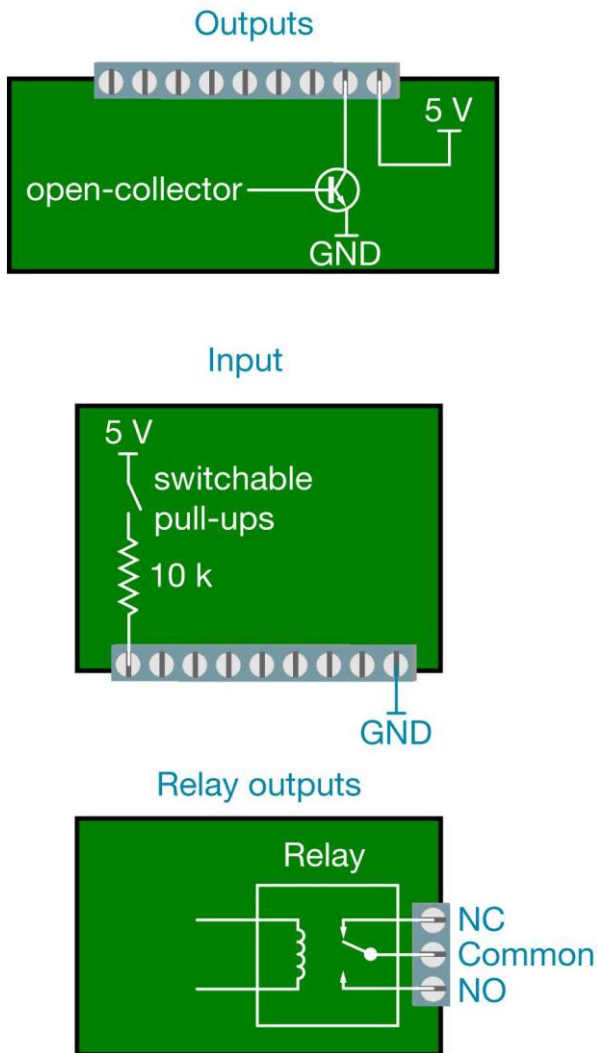 Outputs
5 V
open-collector
GND
Input
5 V
switchable
pull-ups
10 k
GND
Relay outputs
Relay
NC
Common
NO